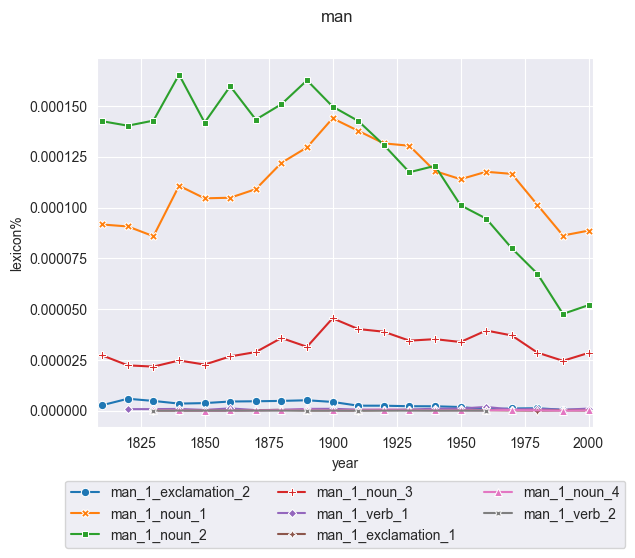 man
0.000150
0.000125
0.000100
0.000075
0.000050
0.000025
0.000000
lexicon%
1825 1850 1875 1900 1925 1950 1975 2000
year
man_1_exclamation_2 man_1_noun_3 man_1_noun_4
man_1_noun_1 man_1_verb_1 man_1_verb_2
man_1_noun_2 man_1_exclamation_1